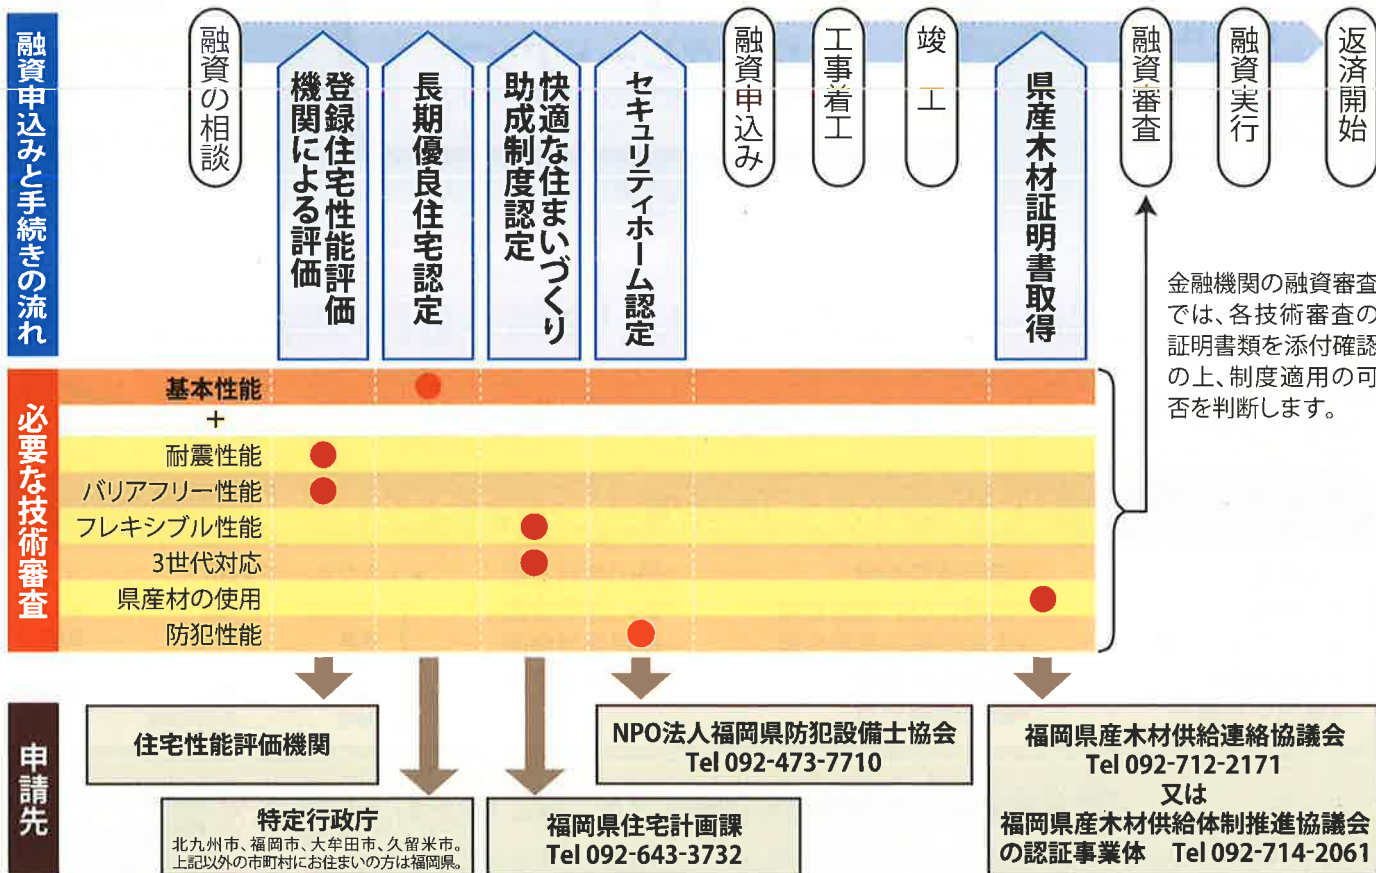 融資申込みと手続きの流れ
融資の相談
登録住宅性能評価
機関による評価
長期優良住宅認定
快適な住まいづくり
助成制度認定
セキュリティホーム認定
融資申込み
工事着工
竣工
県産木材証明書取得
融資審査
融資実行
返済開始
金融機関の融資審査
では、各技術審査の
証明書類を添付確認
の上、制度適用の可
否を判断します。
必要な技術審査
基本性能
+
耐震性能
バリアフリー性能
フレキシブル性能
3世代対応
県産材の使用
防犯性能
申請先
住宅性能評価機関
特定行政庁
北九州市、福岡市、大牟田市、久留米市。
上記以外の市町村にお住まいの方は福岡県。
福岡県住宅計画課
Tel 092-643-3732
NPO法人福岡県防犯設備士協会
Tel 092-473-7710
福岡県産木材供給連絡協議会
Tel 092-712-2171
又は
福岡県産木材供給体制推進協議会
の認証事業体 Tel 092-714-2061